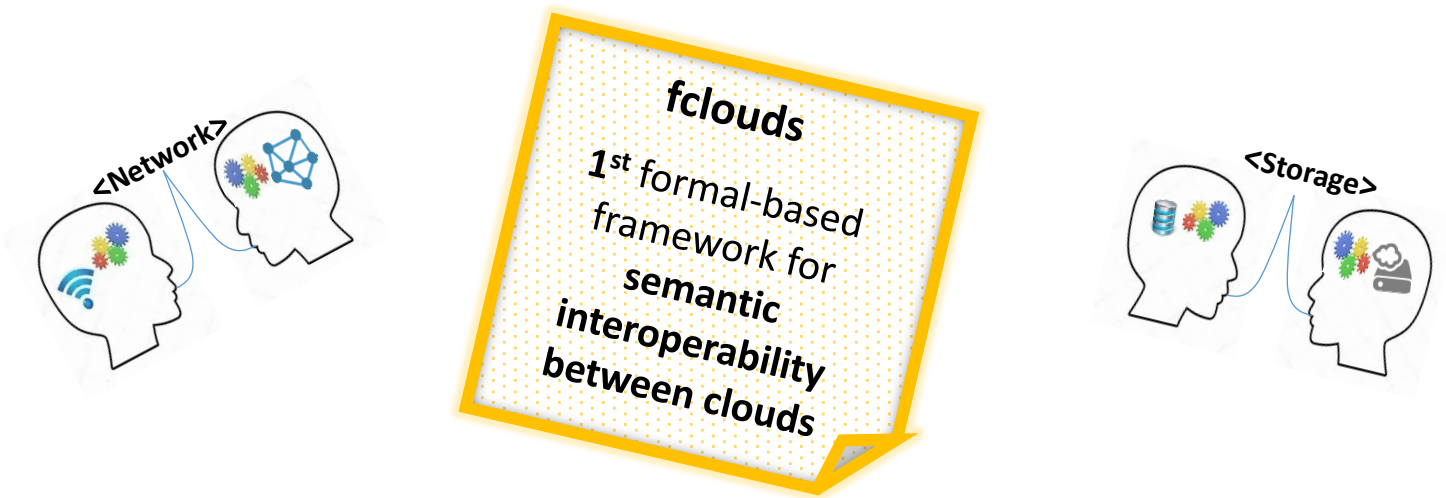 <Network>
fclouds
1st formal-based
framework for
semantic
interoperability
between clouds
<Storage>